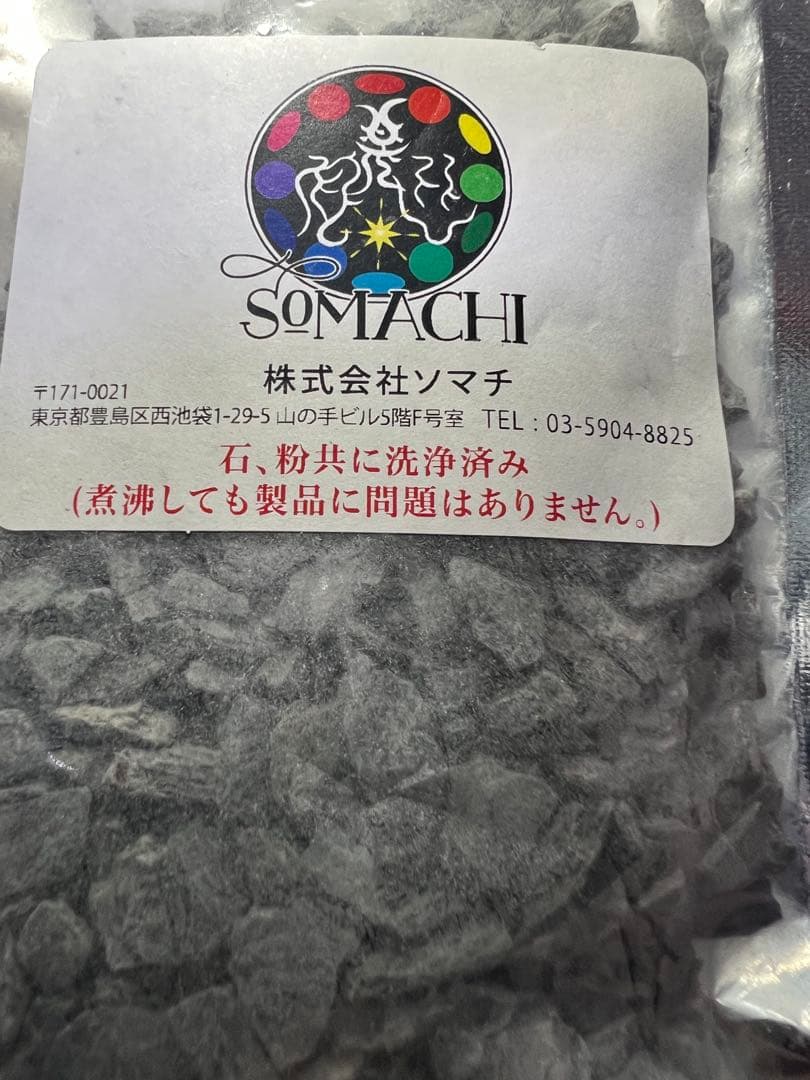 SOMACHI
株式会社ソマチ
〒171-0021
東京都豊島区西池袋1-29-5 山の手ビル5階F号室 TEL：03-5904-8825
石、粉共に洗浄済み
(煮沸しても製品に問題はありません。)